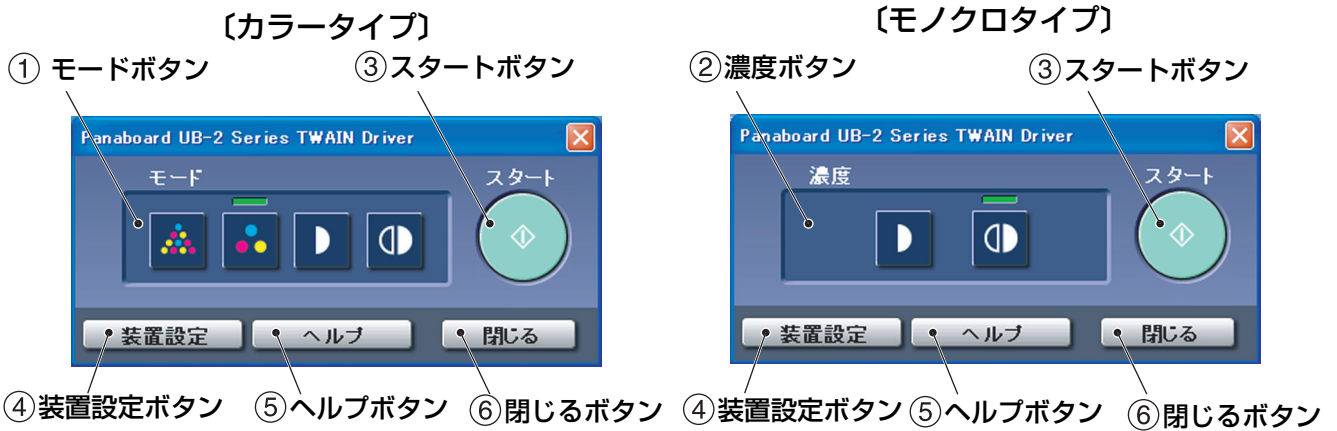 〔カラータイプ〕
① モードボタン
③スタートボタン
Panaboard UB-2 Series TWAIN Driver
モード
スタート
装置設定
ヘルプ
閉じる
④装置設定ボタン
⑤ヘルプボタン
⑥閉じるボタン
〔モノクロタイプ〕
②濃度ボタン
③スタートボタン
Panaboard UB-2 Series TWAIN Driver
濃度
スタート
装置設定
ヘルプ
閉じる
④装置設定ボタン
⑤ヘルプボタン
⑥閉じるボタン